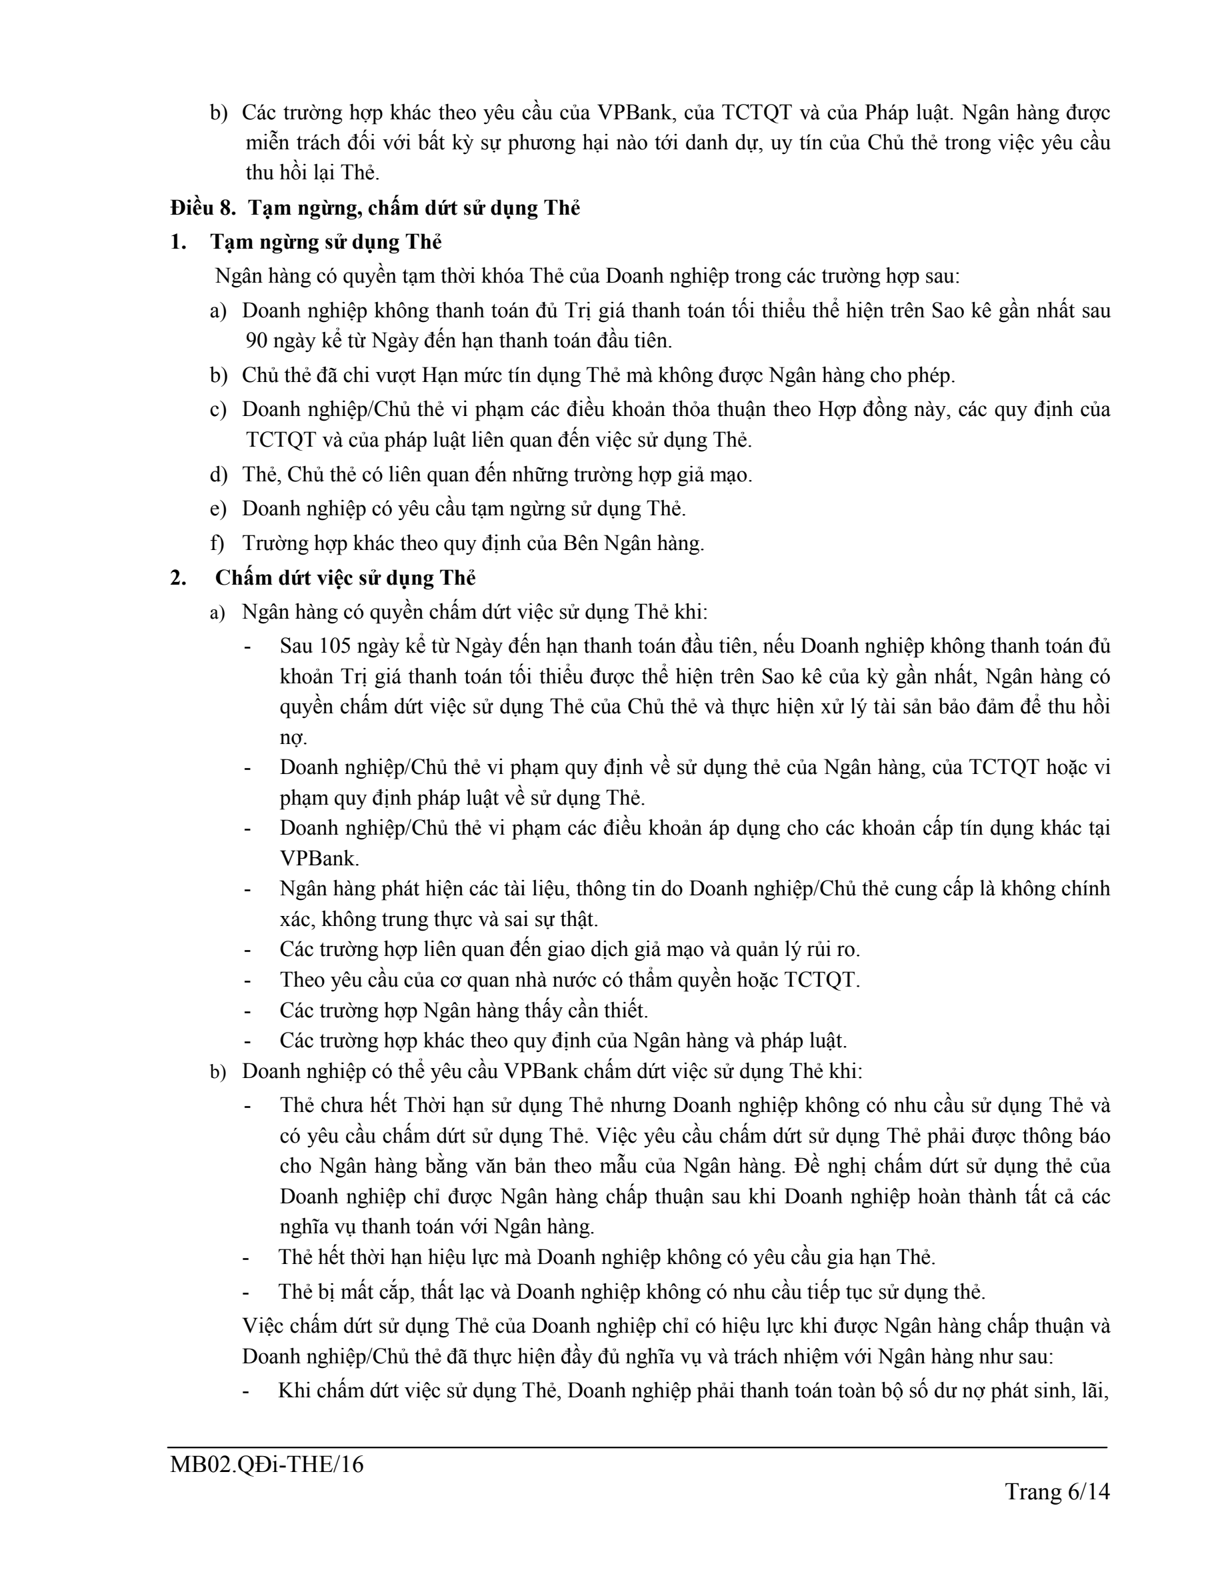 b) Các trường hợp khác theo yêu cầu của VPBank, của TCTQT và của Pháp luật. Ngân hàng được
miễn trách đối với bất kỳ sự phương hại nào tới danh dự, uy tín của Chủ thẻ trong việc yêu cầu
thu hồi lại Thẻ.
Điều 8. Tạm ngừng, chấm dứt sử dụng Thẻ
1. Tạm ngừng sử dụng Thẻ
Ngân hàng có quyền tạm thời khóa Thẻ của Doanh nghiệp trong các trường hợp sau:
a) Doanh nghiệp không thanh toán đủ Trị giá thanh toán tối thiểu thể hiện trên Sao kê gần nhất sau
90 ngày kể từ Ngày đến hạn thanh toán đầu tiên.
b) Chủ thẻ đã chi vượt Hạn mức tín dụng Thẻ mà không được Ngân hàng cho phép.
c) Doanh nghiệp/Chủ thẻ vi phạm các điều khoản thỏa thuận theo Hợp đồng này, các quy định của
TCTQT và của pháp luật liên quan đến việc sử dụng Thẻ.
d) Thẻ, Chủ thẻ có liên quan đến những trường hợp giả mạo.
e) Doanh nghiệp có yêu cầu tạm ngừng sử dụng Thẻ.
f) Trường hợp khác theo quy định của Bên Ngân hàng.
2. Chấm dứt việc sử dụng Thẻ
a) Ngân hàng có quyền chấm dứt việc sử dụng Thẻ khi:
- Sau 105 ngày kể từ Ngày đến hạn thanh toán đầu tiên, nếu Doanh nghiệp không thanh toán đủ
khoản Trị giá thanh toán tối thiểu được thể hiện trên Sao kê của kỳ gần nhất, Ngân hàng có
quyền chấm dứt việc sử dụng Thẻ của Chủ thẻ và thực hiện xử lý tài sản bảo đảm để thu hồi
nợ.
- Doanh nghiệp/Chủ thẻ vi phạm quy định về sử dụng thẻ của Ngân hàng, của TCTQT hoặc vi
phạm quy định pháp luật về sử dụng Thẻ.
- Doanh nghiệp/Chủ thẻ vi phạm các điều khoản áp dụng cho các khoản cấp tín dụng khác tại
VPBank.
- Ngân hàng phát hiện các tài liệu, thông tin do Doanh nghiệp/Chủ thẻ cung cấp là không chính
xác, không trung thực và sai sự thật.
- Các trường hợp liên quan đến giao dịch giả mạo và quản lý rủi ro.
- Theo yêu cầu của cơ quan nhà nước có thẩm quyền hoặc TCTQT.
- Các trường hợp Ngân hàng thấy cần thiết.
- Các trường hợp khác theo quy định của Ngân hàng và pháp luật.
b) Doanh nghiệp có thể yêu cầu VPBank chấm dứt việc sử dụng Thẻ khi:
- Thẻ chưa hết Thời hạn sử dụng Thẻ nhưng Doanh nghiệp không có nhu cầu sử dụng Thẻ và
có yêu cầu chấm dứt sử dụng Thẻ. Việc yêu cầu chấm dứt sử dụng Thẻ phải được thông báo
cho Ngân hàng bằng văn bản theo mẫu của Ngân hàng. Đề nghị chấm dứt sử dụng thẻ của
Doanh nghiệp chỉ được Ngân hàng chấp thuận sau khi Doanh nghiệp hoàn thành tất cả các
nghĩa vụ thanh toán với Ngân hàng.
- Thẻ hết thời hạn hiệu lực mà Doanh nghiệp không có yêu cầu gia hạn Thẻ.
- Thẻ bị mất cắp, thất lạc và Doanh nghiệp không có nhu cầu tiếp tục sử dụng thẻ.
Việc chấm dứt sử dụng Thẻ của Doanh nghiệp chỉ có hiệu lực khi được Ngân hàng chấp thuận và
Doanh nghiệp/Chủ thẻ đã thực hiện đầy đủ nghĩa vụ và trách nhiệm với Ngân hàng như sau:
- Khi chấm dứt việc sử dụng Thẻ, Doanh nghiệp phải thanh toán toàn bộ số dư nợ phát sinh, lãi,
MB02.QĐi-THE/16
Trang 6/14